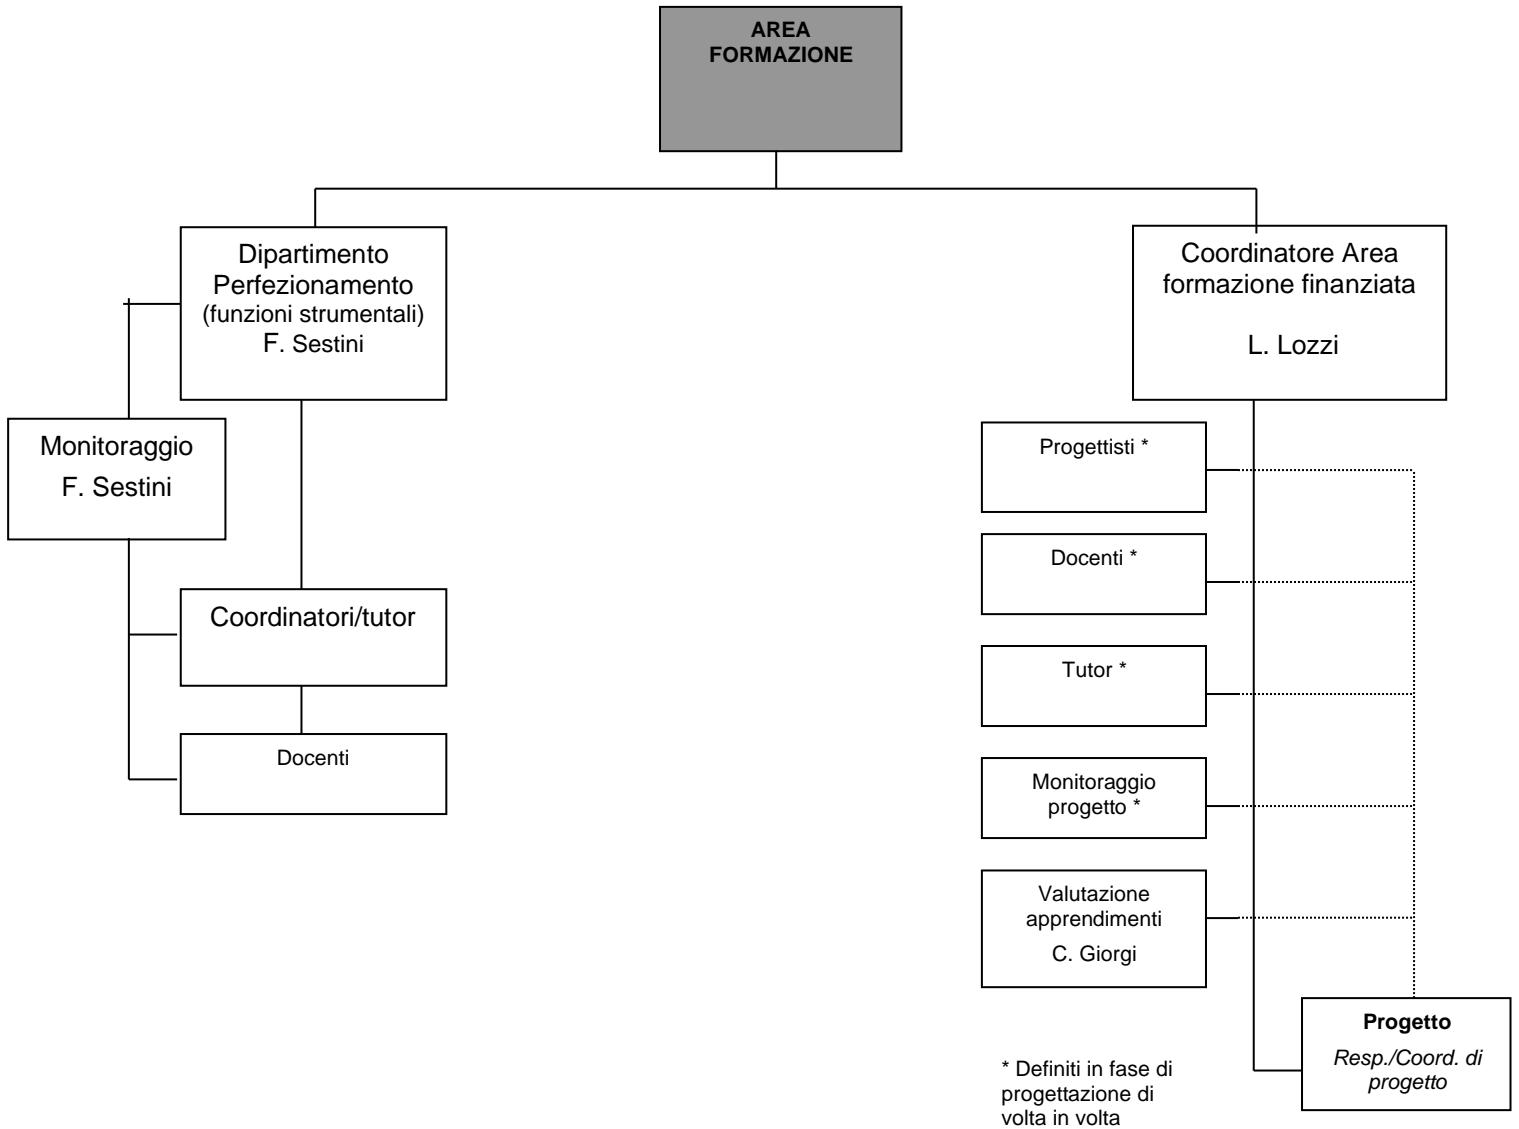 AREA
FORMAZIONE
Dipartimento
Perfezionamento
(funzioni strumentali)
F. Sestini
Coordinatore Area
formazione finanziata
L. Lozzi
Monitoraggio
F. Sestini
Coordinatori/tutor
Docenti
Progettisti *
Docenti *
Tutor *
Monitoraggio
progetto *
Valutazione
apprendimenti
C. Giorgi
Progetto
Resp./Coord. di
progetto
* Definiti in fase di
progettazione di
volta in volta